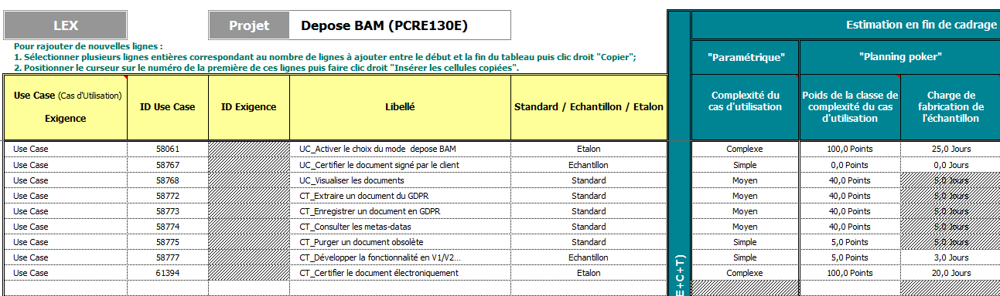 LEX Projet Depose BAM (PCRE130E) Estimation en fin de cadrage
Pour rajouter de nouvelles lignes :
1. Sélectionner plusieurs lignes entières correspondant au nombre de lignes à ajouter entre le début et la fin du tableau puis clic droit "Copier";
2. Positionner le curseur sur le numéro de la première de ces lignes puis faire clic droit "Insérer les cellules copiées".
"Paramétrique" "Planning poker"
Use Case (Cas d'Utilisation)
Exigence
ID Use Case
ID Exigence
Libellé
Standard / Echantillon / Etalon
Complexité du
cas d'utilisation
Poids de la classe de
complexité du cas
d'utilisation
Charge de
fabrication de
l'échantillon
Use Case 58061 UC_Activer le choix du mode depose BAM Etalon Complexe 100,0 Points 25,0 Jours
Use Case 58767 UC_Certifier le document signé par le client Echantillon Simple 0,0 Points 0,0 Jours
Use Case 58768 UC_Visualiser les documents Standard Moyen 40,0 Points 5,0 Jours
Use Case 58772 CT_Extraire un document du GDPR Standard Moyen 40,0 Points 5,0 Jours
Use Case 58773 CT_Enregistrer un document en GDPR Standard Moyen 40,0 Points 5,0 Jours
Use Case 58774 CT_Consulter les metas-datas Standard Moyen 40,0 Points 5,0 Jours
Use Case 58775 CT_Purger un document obsolète Standard Simple 5,0 Points 5,0 Jours
Use Case 58777 CT_Développer la fonctionnalité en V1/V2... Echantillon Simple 5,0 Points 3,0 Jours
Use Case 61394 CT_Certifier le document électroniquement Etalon Complexe 100,0 Points 20,0 Jours
E+C+T)